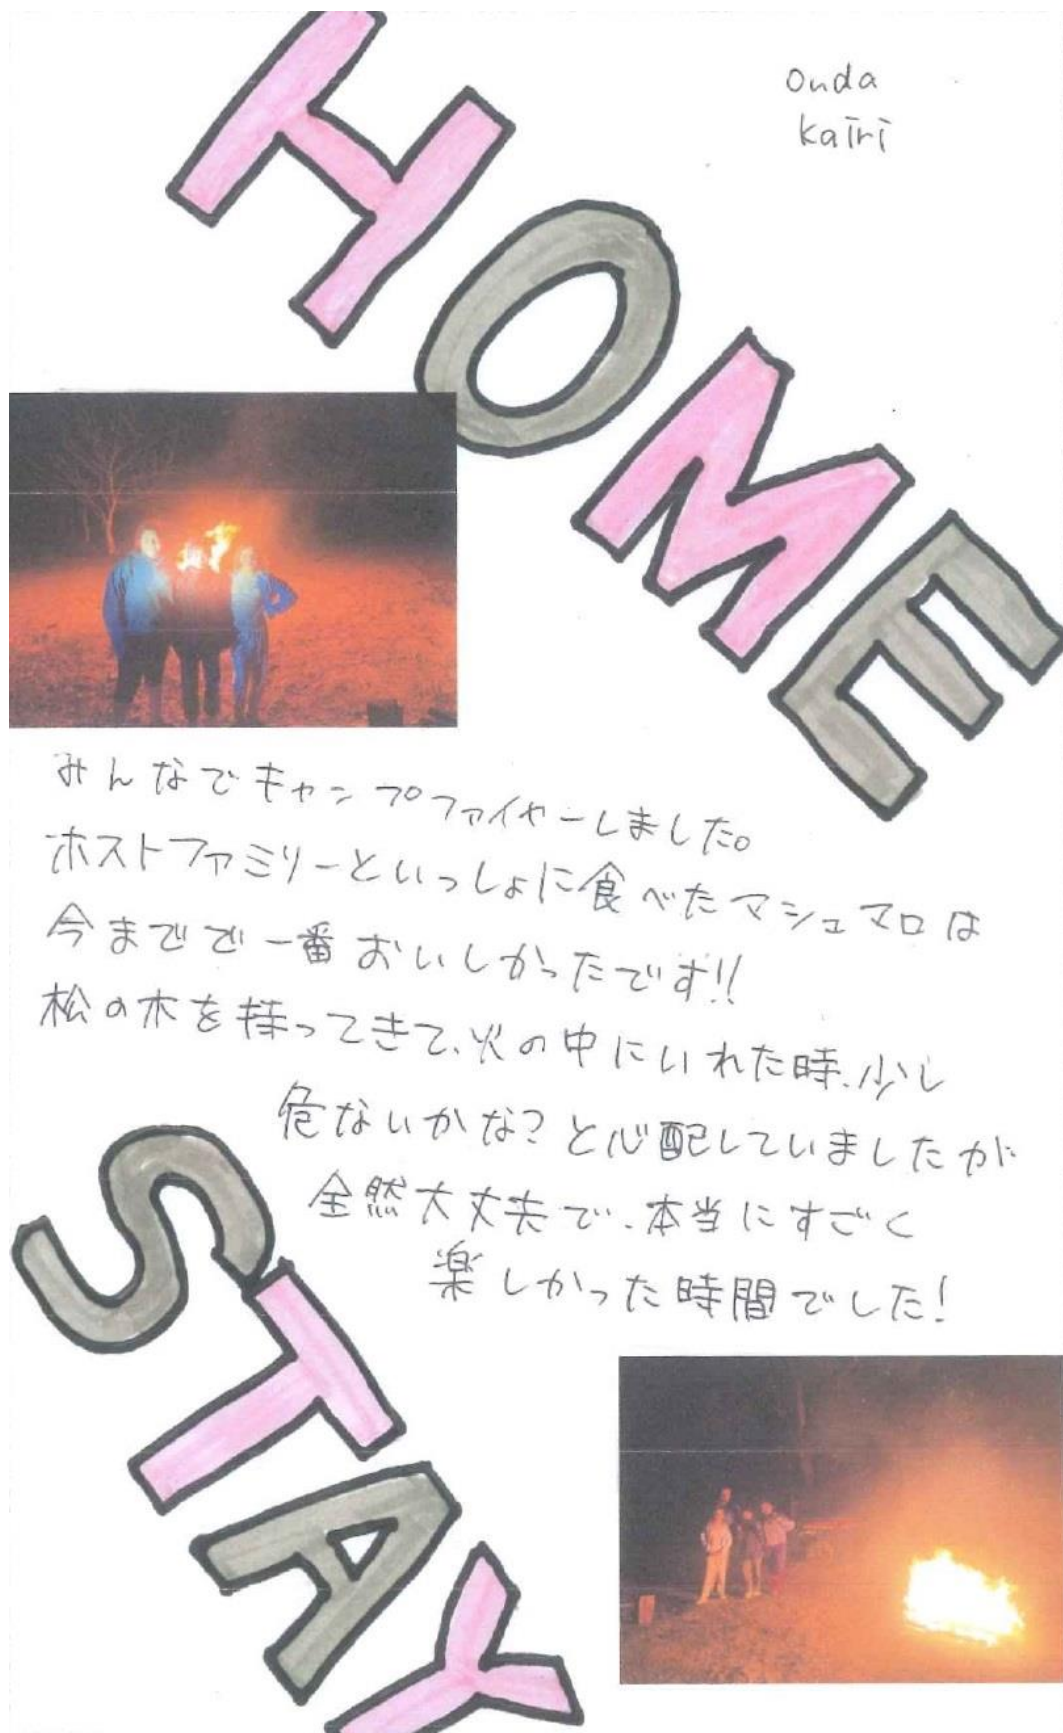 Onda
kairi
HOME
みんなでキャンプファイヤーしました。
ホストファミリーといっしょに食べたマシュマロは
今までで一番おいしかったです!!
松の木を持ってきて、火の中にいれた時、少し
危ないかな?と心配していましたが
全然大丈夫で、本当にすごく
楽しかった時間でした!
STAY